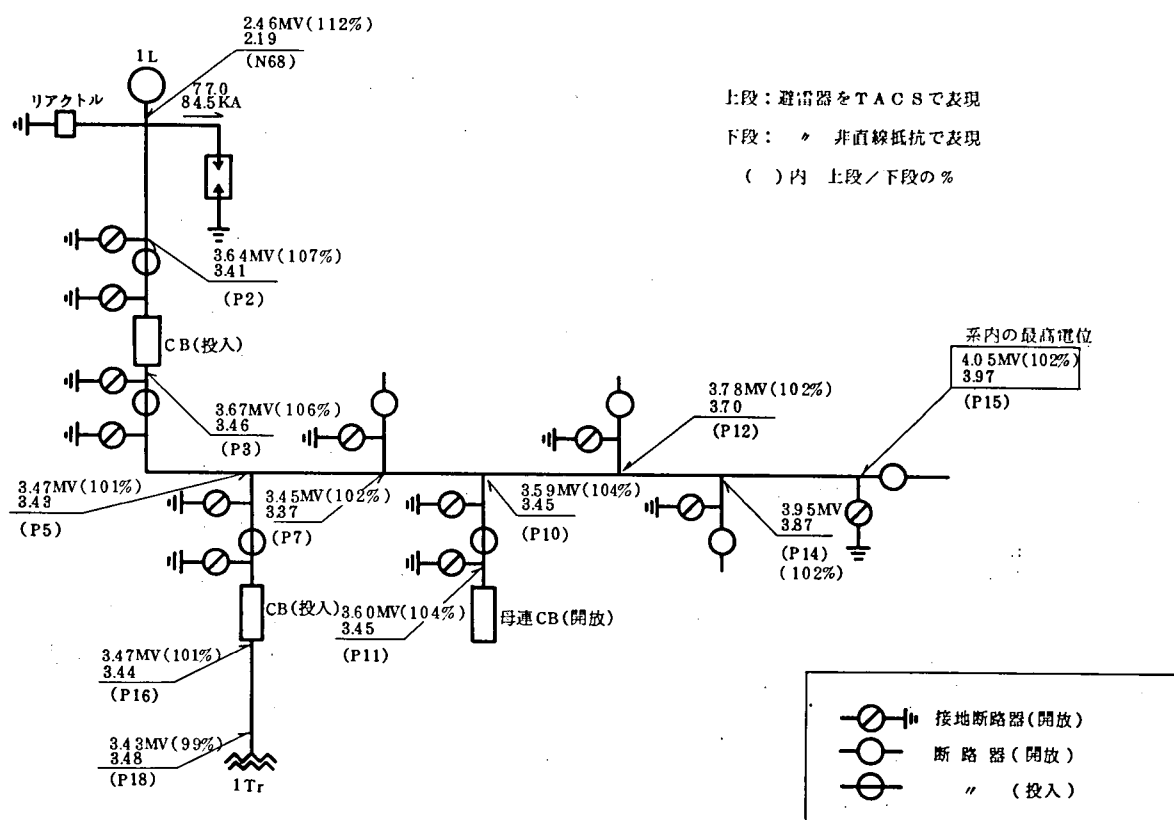 2.46MV(112%)
2.19
(N68)
1L
リアクトル
77.0
84.5KA
上段：避雷器をTACSで表現
下段： 〃 非直線抵抗で表現
( )内 上段／下段の％
3.64MV(107%)
3.41
(P2)
CB(投入)
3.67MV(106%)
3.46
(P3)
系内の最高電位
4.05MV(102%)
3.97
(P15)
3.78MV(102%)
3.70
(P12)
3.47MV(101%)
3.43
(P5)
3.45MV(102%)
3.37
(P7)
3.59MV(104%)
3.45
(P10)
3.95MV
3.87
(P14)
(102%)
CB(投入)
3.60MV(104%)
3.45
(P11)
母連CB(開放)
3.47MV(101%)
3.44
(P16)
3.43MV(99%)
3.48
(P18)
1Tr
接地断路器(開放)
断路器(開放)
〃 (投入)